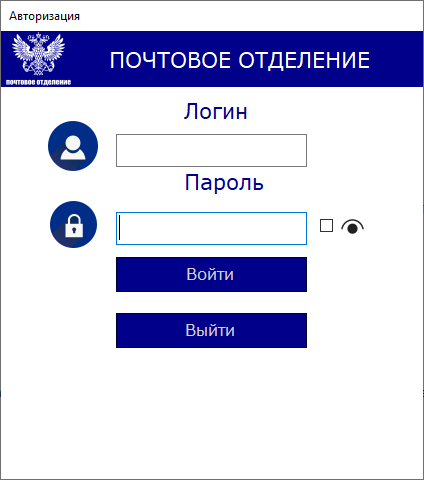 Авторизация
ПОЧТОВОЕ ОТДЕЛЕНИЕ
почтовое отделение
Логин
Пароль
Войти
Выйти